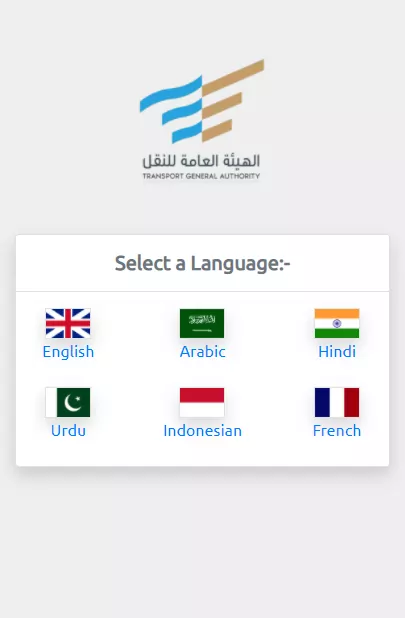 الهيئة العامة للنقل
TRANSPORT GENERAL AUTHORITY
Select a Language:-
English Arabic Hindi
Urdu Indonesian French